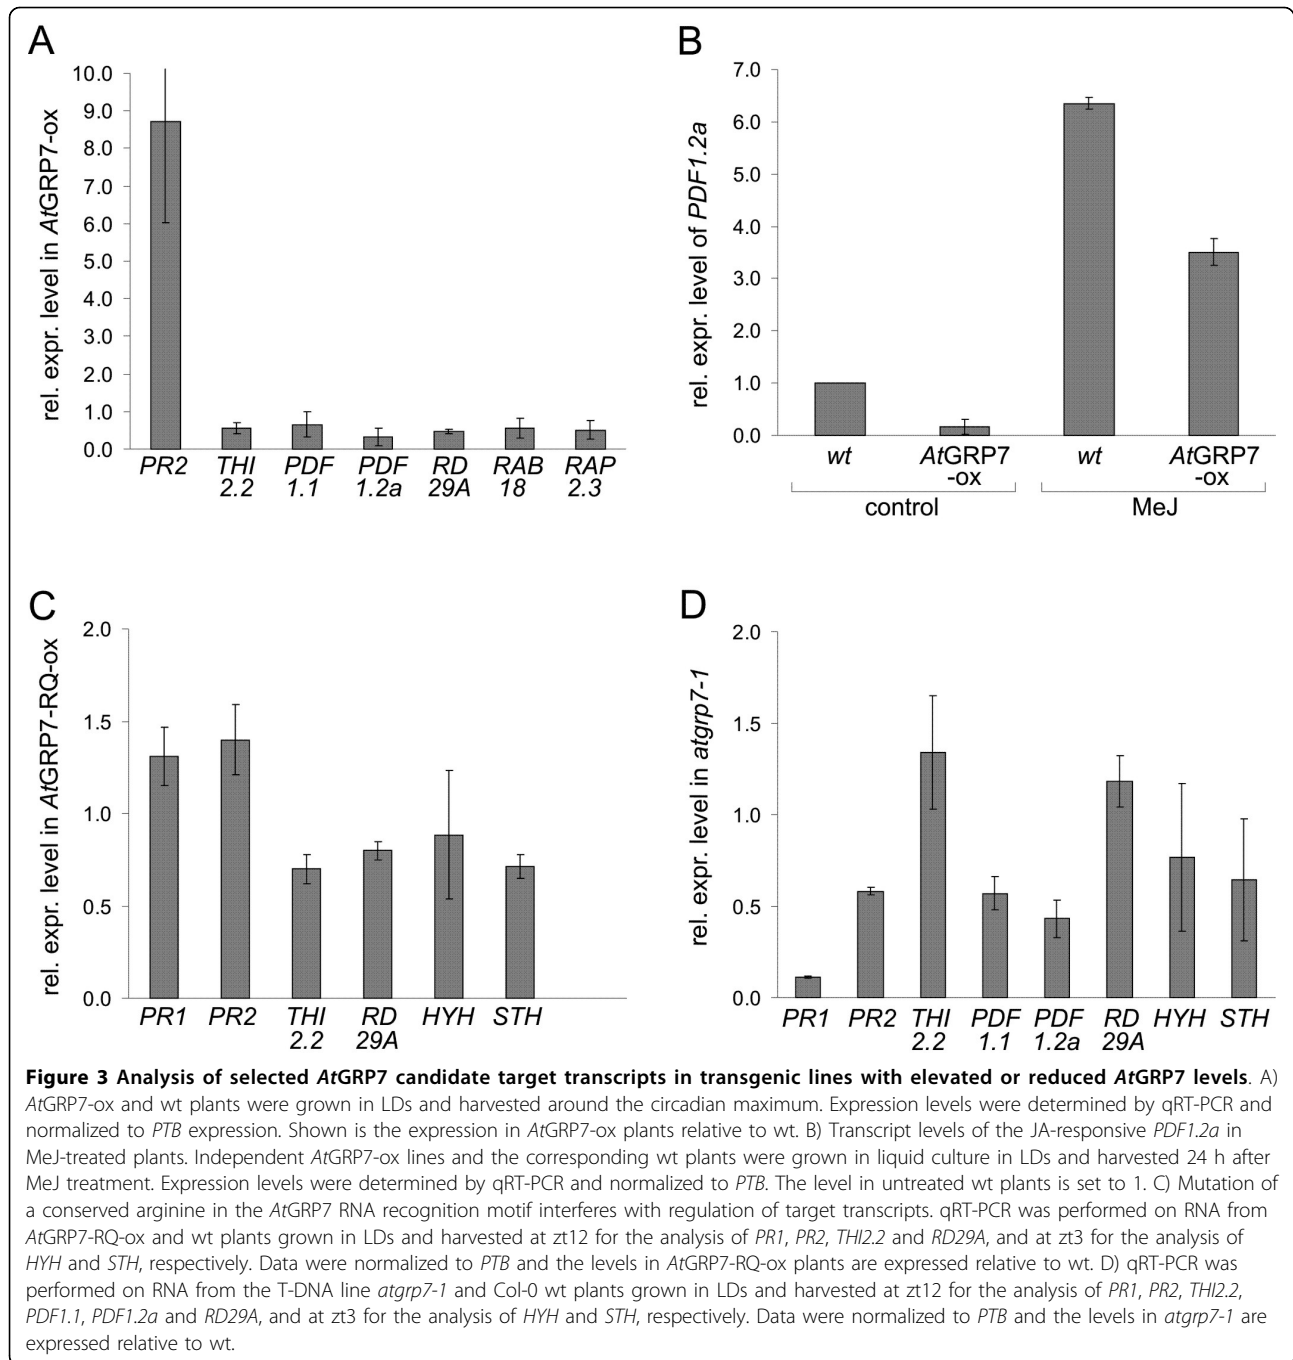 A
rel. expr. level in AtGRP7-ox
10.0
9.0
8.0
7.0
6.0
5.0
4.0
3.0
2.0
1.0
0.0
PR2 THI PDF PDF RD RAB RAP
2.2 1.1 1.2a 29A 18 2.3
B
rel. expr. level of PDF1.2a
7.0
6.0
5.0
4.0
3.0
2.0
1.0
0.0
wt AtGRP7 wt AtGRP7
-ox -ox
control MeJ
C
rel. expr. level in AtGRP7-RQ-ox
2.0
1.5
1.0
0.5
0.0
PR1 PR2 THI RD HYH STH
2.2 29A
D
rel. expr. level in atgrp7-1
2.0
1.5
1.0
0.5
0.0
PR1 PR2 THI PDF PDF RD HYH STH
2.2 1.1 1.2a 29A
Figure 3 Analysis of selected AtGRP7 candidate target transcripts in transgenic lines with elevated or reduced AtGRP7 levels. A)
AtGRP7-ox and wt plants were grown in LDs and harvested around the circadian maximum. Expression levels were determined by qRT-PCR and
normalized to PTB expression. Shown is the expression in AtGRP7-ox plants relative to wt. B) Transcript levels of the JA-responsive PDF1.2a in
MeJ-treated plants. Independent AtGRP7-ox lines and the corresponding wt plants were grown in liquid culture in LDs and harvested 24 h after
MeJ treatment. Expression levels were determined by qRT-PCR and normalized to PTB. The level in untreated wt plants is set to 1. C) Mutation of
a conserved arginine in the AtGRP7 RNA recognition motif interferes with regulation of target transcripts. qRT-PCR was performed on RNA from
AtGRP7-RQ-ox and wt plants grown in LDs and harvested at zt12 for the analysis of PR1, PR2, THI2.2 and RD29A, and at zt3 for the analysis of
HYH and STH, respectively. Data were normalized to PTB and the levels in AtGRP7-RQ-ox plants are expressed relative to wt. D) qRT-PCR was
performed on RNA from the T-DNA line atgrp7-1 and Col-0 wt plants grown in LDs and harvested at zt12 for the analysis of PR1, PR2, THI2.2,
PDF1.1, PDF1.2a and RD29A, and at zt3 for the analysis of HYH and STH, respectively. Data were normalized to PTB and the levels in atgrp7-1 are
expressed relative to wt.